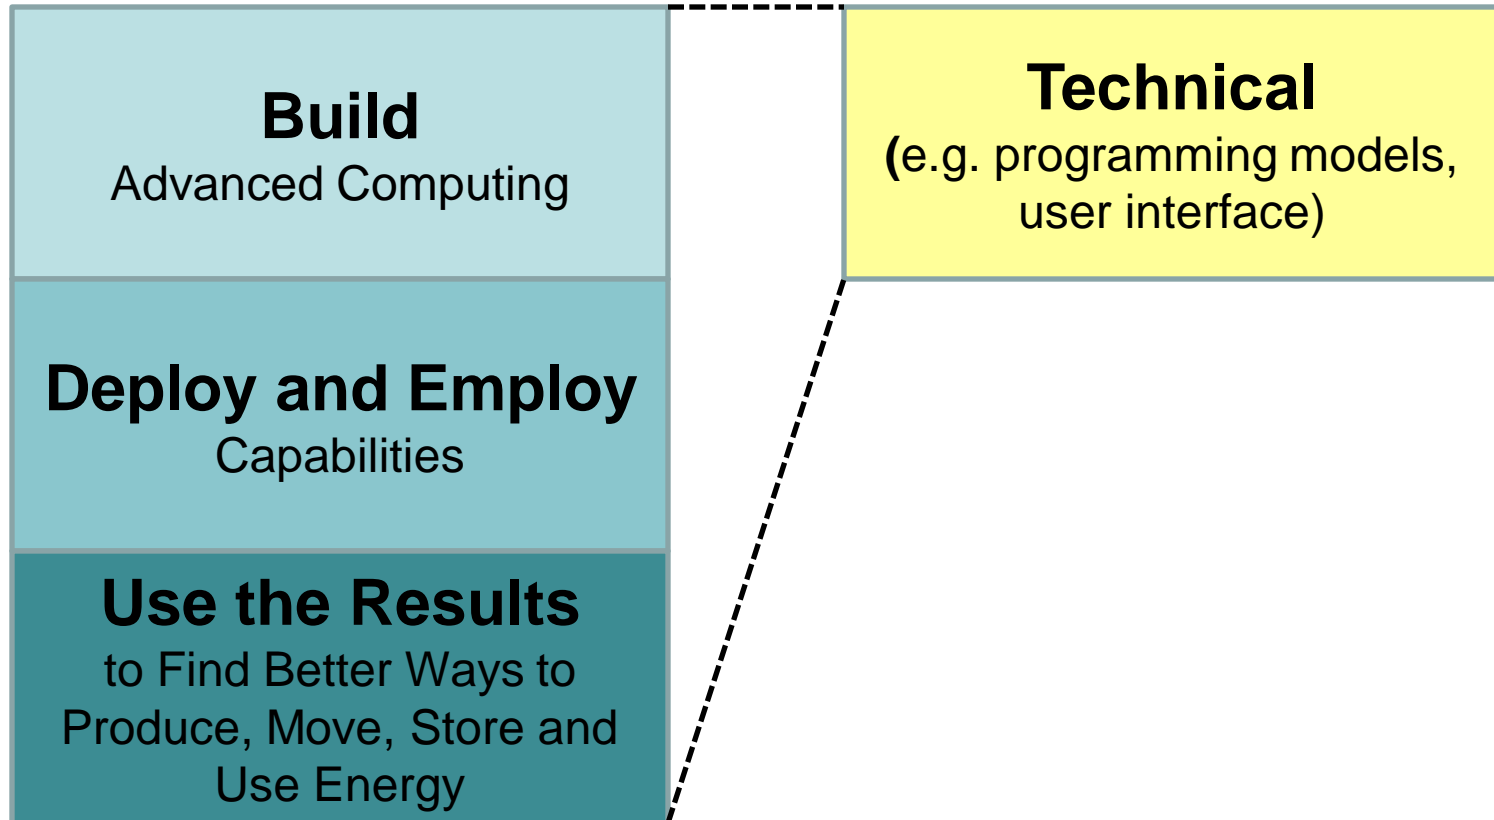 Build
Advanced Computing
Deploy and Employ
Capabilities
Use the Results
to Find Better Ways to
Produce, Move, Store and
Use Energy
Technical
(e.g. programming models,
user interface)